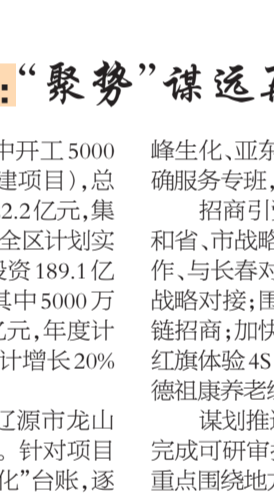 ：“聚势”谋远
中开工5000
建项目），总
2.2亿元，集
全区计划实
投资189.1亿
其中5000万
亿元，年度计
计增长20%
辽源市龙山
。针对项目
化”台账，逐
峰生化、亚东
确服务专班，
招商引
和省、市战略
作、与长春对
战略对接；围
链招商；加快
红旗体验4S
德祖康养老
谋划推进
完成可研审
重点围绕地